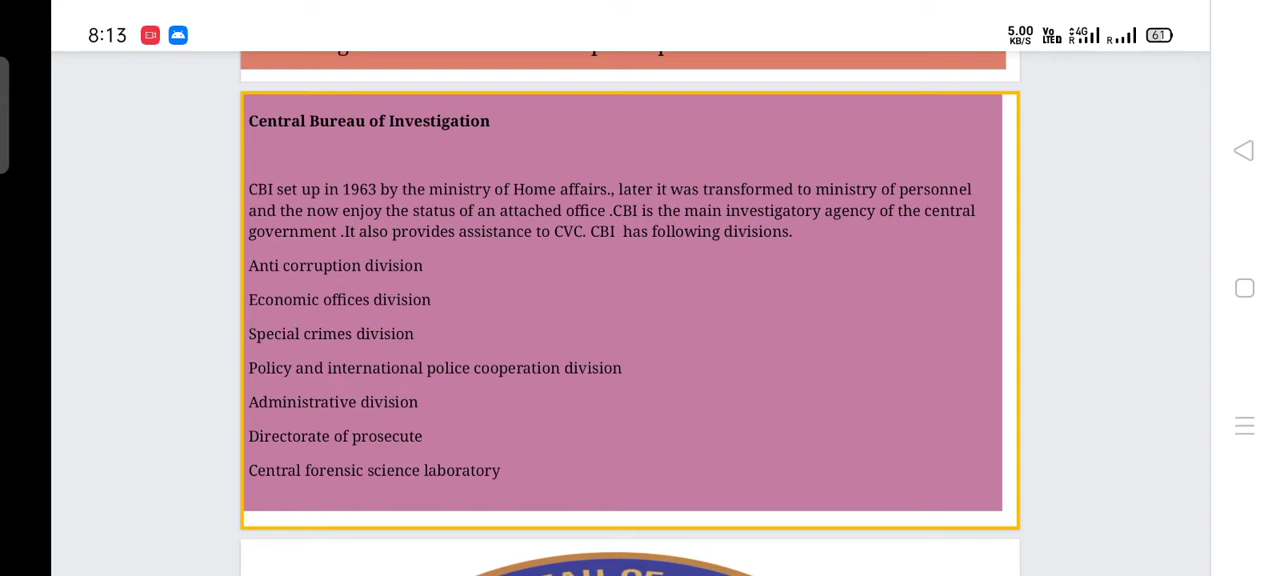 8:13
5.00 KB/S Vo LTED 4G R R 61
Central Bureau of Investigation
CBI set up in 1963 by the ministry of Home affairs., later it was transformed to ministry of personnel
and the now enjoy the status of an attached office .CBI is the main investigatory agency of the central
government .It also provides assistance to CVC. CBI has following divisions.
Anti corruption division
Economic offices division
Special crimes division
Policy and international police cooperation division
Administrative division
Directorate of prosecute
Central forensic science laboratory